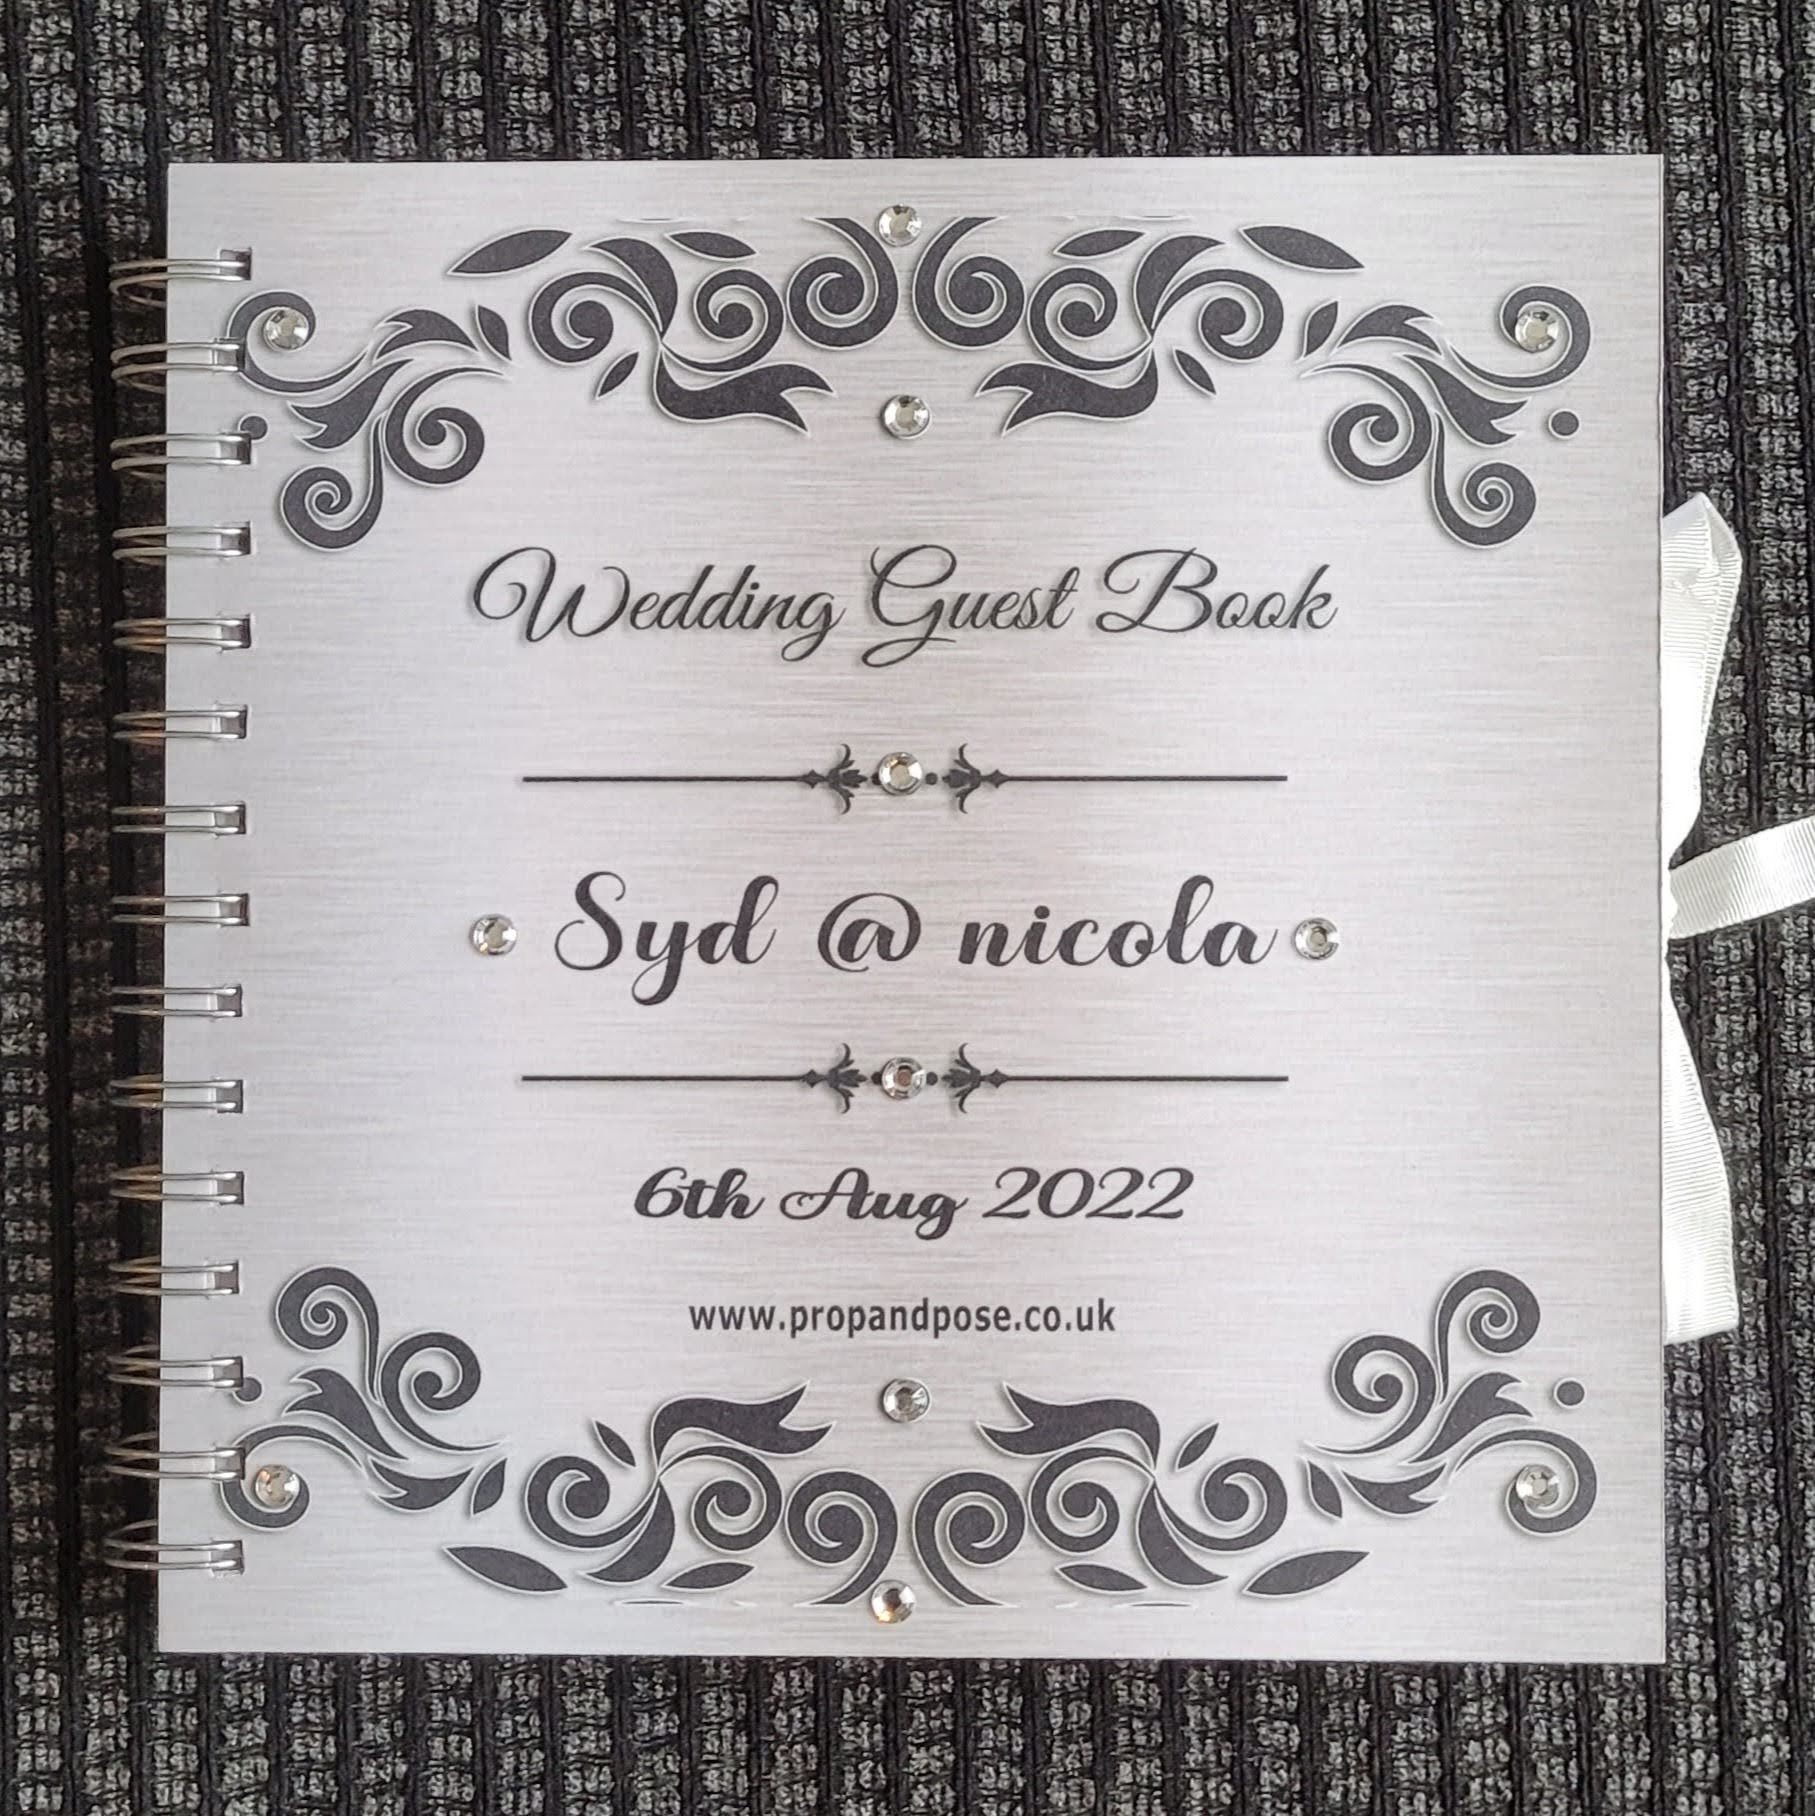 Wedding Guest Book
Syd @ nicola
6th Aug 2022
www.propandpose.co.uk